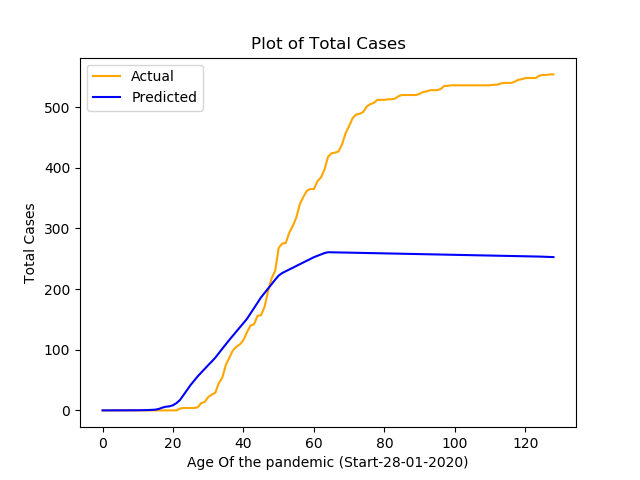 Plot of Total Cases
Actual
Predicted
500
400
300
200
100
0
Total Cases
0 20 40 60 80 100 120
Age Of the pandemic (Start-28-01-2020)